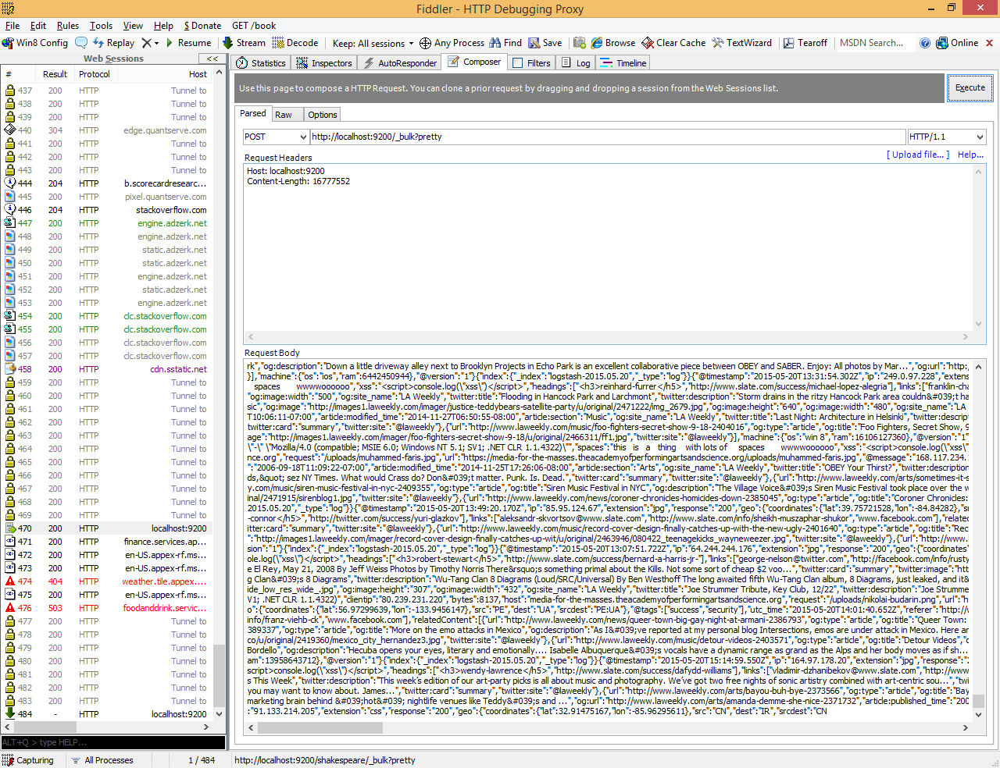 Fiddler - HTTP Debugging Proxy
File Edit Rules Tools View Help $ Donate GET /book
Win8 Config Replay Resume Stream Decode Keep: All sessions Any Process Find Save Browse Clear Cache TextWizard Tearoff MSDN Search... Online
Web Sessions <<
# Result Protocol Host
437 200 HTTP Tunnel to
438 200 HTTP Tunnel to
439 200 HTTP Tunnel to
440 304 HTTP edge.quantserve.com
441 200 HTTP Tunnel to
442 200 HTTP Tunnel to
443 200 HTTP Tunnel to
444 204 HTTP b.scorecardresearc...
445 200 HTTP pixel.quantserve.com
446 204 HTTP stackoverflow.com
447 200 HTTP engine.adzerk.net
448 200 HTTP engine.adzerk.net
449 200 HTTP static.adzerk.net
450 200 HTTP static.adzerk.net
451 200 HTTP engine.adzerk.net
452 200 HTTP static.adzerk.net
453 200 HTTP engine.adzerk.net
454 200 HTTP clc.stackoverflow.com
455 200 HTTP clc.stackoverflow.com
456 200 HTTP clc.stackoverflow.com
457 200 HTTP clc.stackoverflow.com
458 200 HTTP cdn.sstatic.net
459 200 HTTP Tunnel to
460 200 HTTP Tunnel to
461 200 HTTP Tunnel to
462 200 HTTP Tunnel to
463 200 HTTP Tunnel to
464 200 HTTP Tunnel to
465 200 HTTP Tunnel to
466 200 HTTP Tunnel to
467 200 HTTP Tunnel to
468 200 HTTP Tunnel to
469 200 HTTP Tunnel to
470 200 HTTP localhost:9200
471 200 HTTP finance.services.ap...
472 200 HTTP en-US.appex-rf.ms...
473 200 HTTP en-US.appex-rf.ms...
474 404 HTTP weather.tile.appex....
475 200 HTTP en-US.appex-rf.ms...
476 503 HTTP foodanddrink.servic...
477 200 HTTP Tunnel to
478 200 HTTP Tunnel to
479 200 HTTP Tunnel to
480 200 HTTP Tunnel to
481 200 HTTP Tunnel to
482 200 HTTP Tunnel to
483 200 HTTP Tunnel to
484 - HTTP localhost:9200
ALT+Q > type HELP...
Statistics Inspectors AutoResponder Composer Filters Log Timeline
Use this page to compose a HTTP Request. You can clone a prior request by dragging and dropping a session from the Web Sessions list.
Execute
Parsed Raw Options
POST http://localhost:9200/_bulk?pretty HTTP/1.1
Request Headers [ Upload file... ] Help...
Host: localhost:9200
Content-Length: 16777552
Request Body
rk","og:description":"Down a little driveway alley next to Brooklyn Projects in Echo Park is an excellent collaborative piece between OBEY and SABER. Enjoy: All photos by Mar...","og:url":"http:
}],"machine":{"os":"ios","ram":6442450944},"@version":"1"}{"index":{"_index":"logstash-2015.05.20","_type":"log"}}{"@timestamp":"2015-05-20T13:31:54.302Z","ip":"249.0.97.228","extens
spaces wwwwoooooo","xss":"<script>console.log(\"xss\")</script>","headings":["<h3>reinhard-furrer</h5>","http://www.slate.com/success/michael-lopez-alegria"],"links":["franklin-cha
"og:image:width":"500","og:site_name":"LA Weekly","twitter:title":"Flooding in Hancock Park and Larchmont","twitter:description":"Storm drains in the ritzy Hancock Park area couldn&#039;t ha
sic","og:image":"http://images1.laweekly.com/imager/justice-teddybears-satellite-party/u/original/2471222/img_2679.jpg","og:image:height":"640","og:image:width":"480","og:site_name":"LA
T10:06:11-07:00","article:modified_time":"2014-11-27T06:50:55-08:00","article:section":"Music","og:site_name":"LA Weekly","twitter:title":"Last Night: Architecture in Helsinki","twitter:descript
twitter:card":"summary","twitter:site":"@laweekly"},{"url":"http://www.laweekly.com/music/foo-fighters-secret-show-9-18-2404016","og:type":"article","og:title":"Foo Fighters, Secret Show, 9
age":"http://images1.laweekly.com/imager/foo-fighters-secret-show-9-18/u/original/2466311/ff1.jpg","twitter:site":"@laweekly"}],"machine":{"os":"win 8","ram":16106127360},"@version":"1"
\"-\" \"Mozilla/4.0 (compatible; MSIE 6.0; Windows NT 5.1; SV1; .NET CLR 1.1.4322)\"","spaces":"this is a thing with lots of spaces wwwwoooooo","xss":"<script>console.log(\"xss\")
nce.org","request":"/uploads/muhammed-faris.jpg","url":"https://media-for-the-masses.theacademyofperformingartsandscience.org/uploads/muhammed-faris.jpg","@message":"168.117.234.
:"2006-09-18T11:09:22-07:00","article:modified_time":"2014-11-25T17:26:06-08:00","article:section":"Arts","og:site_name":"LA Weekly","twitter:title":"OBEY Your Thirst?","twitter:description":
ds,&quot; sez NY Times. What would Crass do? Don&#039;t matter. Punk. Is. Dead.","twitter:card":"summary","twitter:site":"@laweekly"},{"url":"http://www.laweekly.com/arts/sometimes-it-s
y.com/music/siren-music-festival-in-nyc-2409355","og:type":"article","og:title":"Siren Music Festival in NYC","og:description":"The Village Voice&#039;s Siren Music Festival took place over the w
inal/2471915/sirenblog1.jpg","twitter:site":"@laweekly"},{"url":"http://www.laweekly.com/news/coroner-chronicles-homicides-down-2385045","og:type":"article","og:title":"Coroner Chronicles:
2015.05.20","_type":"log"}}{"@timestamp":"2015-05-20T13:49:20.170Z","ip":"85.95.124.67","extension":"jpg","response":"200","geo":{"coordinates":{"lat":39.75721528,"lon":-84.84282},"sr
-connor</h5>","http://twitter.com/success/yuri-glazkov"],"links":["aleksandr-skvortsov@www.slate.com","http://www.slate.com/info/sheikh-muszaphar-shukor","www.facebook.com"],"relatec
itter:card":"summary","twitter:site":"@laweekly"},{"url":"http://www.laweekly.com/music/record-cover-design-finally-catches-up-with-the-new-ugly-2401640","og:type":"article","og:title":"Rec
"http://images1.laweekly.com/imager/record-cover-design-finally-catches-up-wit/u/original/2463946/080422_teenagekicks_wayneweezer.jpg","twitter:site":"@laweekly"},{"url":"http://www.l
sion":"1"}{"index":{"_index":"logstash-2015.05.20","_type":"log"}}{"@timestamp":"2015-05-20T13:07:51.722Z","ip":"64.244.244.176","extension":"jpg","response":"200","geo":{"coordinates"
ole.log(\"xss\")</script>","headings":["<h3>robert-stewart</h5>","http://www.slate.com/success/bernard-a-harris-jr-"],"links":["george-nelson@twitter.com","http://facebook.com/info/rusty
e El Rey, May 21, 2008 By Jeff Weiss Photos by Timothy Norris There&rsquo;s something primal about the Kills. Not some sort of cheap $2 voo...","twitter:card":"summary","twitter:image":"htt
g Clan&#039;s 8 Diagrams","twitter:description":"Wu-Tang Clan 8 Diagrams (Loud/SRC/Universal) By Ben Westhoff The long awaited fifth Wu-Tang Clan album, 8 Diagrams, just leaked, and it&
ide_low_res_wide_.jpg","og:image:height":"307","og:image:width":"432","og:site_name":"LA Weekly","twitter:title":"Joe Strummer Tribute, Key Club, 12/22","twitter:description":"Joe Strumme
V1; .NET CLR 1.1.4322)","clientip":"80.239.231.220","bytes":8137,"host":"media-for-the-masses.theacademyofperformingartsandscience.org","request":"/uploads/nikolai-budarin.png","url":"h
o":{"coordinates":{"lat":56.97299639,"lon":-133.9456147},"src":"PE","dest":"UA","srcdest":"PE:UA"},"@tags":["success","security"],"utc_time":"2015-05-20T14:01:40.652Z","referer":"http://
info/franz-viehb-ck","www.facebook.com"],"relatedContent":[{"url":"http://www.laweekly.com/news/queer-town-big-gay-night-at-armani-2386793","og:type":"article","og:title":"Queer Town:
389337","og:type":"article","og:title":"More on the emo attacks in Mexico","og:description":"As I&#039;ve reported at my personal blog Intersections, emos are under attack in Mexico. Here ar
co/u/original/2419360/mexico_city_hernandez3.jpg","twitter:site":"@laweekly"},{"url":"http://www.laweekly.com/music/detour-videos-2403571","og:type":"article","og:title":"Detour Videos","c
Bordello","og:description":"Hecuba opens your eyes, literary and emotionally.... Isabelle Albuquerque&#039;s vocals have a dynamic range as grand as the Alps and her body moves as if sh...
am":13958643712},"@version":"1"}{"index":{"_index":"logstash-2015.05.20","_type":"log"}}{"@timestamp":"2015-05-20T15:14:59.550Z","ip":"164.97.178.20","extension":"jpg","response":"2
script>console.log(\"xss\")</script>","headings":["<h3>wendy-lawrence</h5>","http://www.slate.com/success/dafydd-williams"],"links":["vladimir-dzhanibekov@www.slate.com","http://www
s This Week","twitter:description":"This week's edition of our art-party picks is all about music and photography. We've got two free nights of sonic artistry combined with art-centric sou...","twi
you may want to know about. James...","twitter:card":"summary","twitter:site":"@laweekly"},{"url":"http://www.laweekly.com/arts/bayou-buh-bye-2373566","og:type":"article","og:title":"Bay
marketing brain behind &#039;hot&#039; nightlife venues like Teddy&#039;s and ...","og:url":"http://www.laweekly.com/arts/amanda-demme-she-nice-2371732","article:published_time":"200
:"91.133.214.205","extension":"css","response":"200","geo":{"coordinates":{"lat":32.91475167,"lon":-85.96295611},"src":"CN","dest":"IR","srcdest":"CN
Capturing All Processes 1 / 484 http://localhost:9200/shakespeare/_bulk?pretty